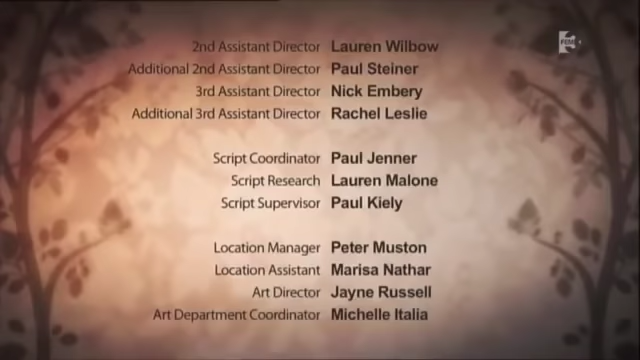 2nd Assistant Director Lauren Wilbow
Additional 2nd Assistant Director Paul Steiner
3rd Assistant Director Nick Embery
Additional 3rd Assistant Director Rachel Leslie
Script Coordinator Paul Jenner
Script Research Lauren Malone
Script Supervisor Paul Kiely
Location Manager Peter Muston
Location Assistant Marisa Nathar
Art Director Jayne Russell
Art Department Coordinator Michelle Italia